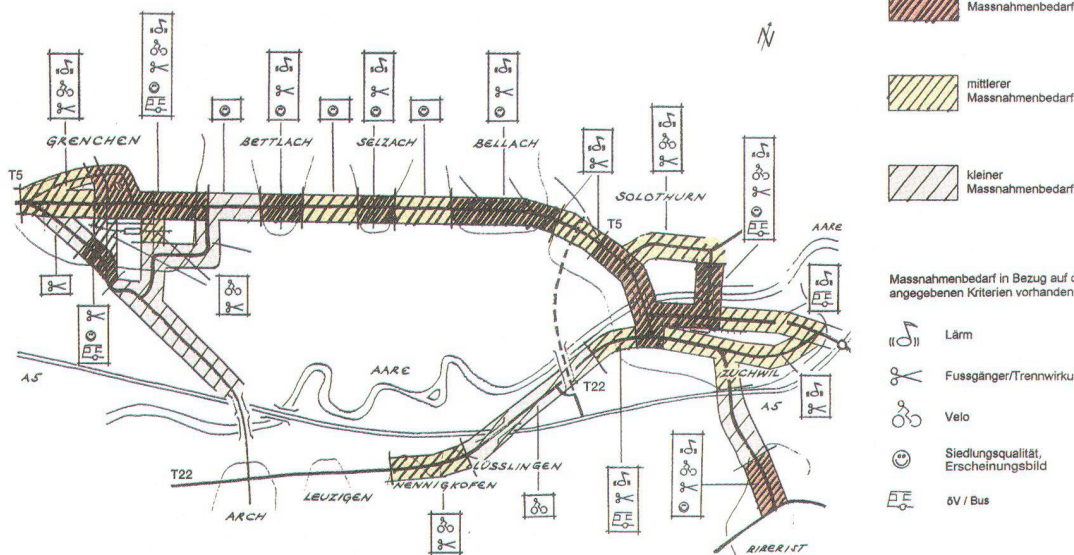 Massnahmenbedarf
mittlerer
Massnahmenbedarf
kleiner
Massnahmenbedarf
Massnahmenbedarf in Bezug auf d
angegebenen Kriterien vorhanden
Lärm
Fussgänger/Trennwirku
Velo
Siedlungsqualität,
Erscheinungsbild
öV / Bus
N
GRENCHEN
BETTLACH
SELZACH
BELLACH
SOLOTHURN
T5
T5
AARE
AARE
A5
T22
ZUCHWIL
A5
T22
LÜSSLINGEN
NENNIGKOFEN
LEUZIGEN
ARCH
BIBERIST